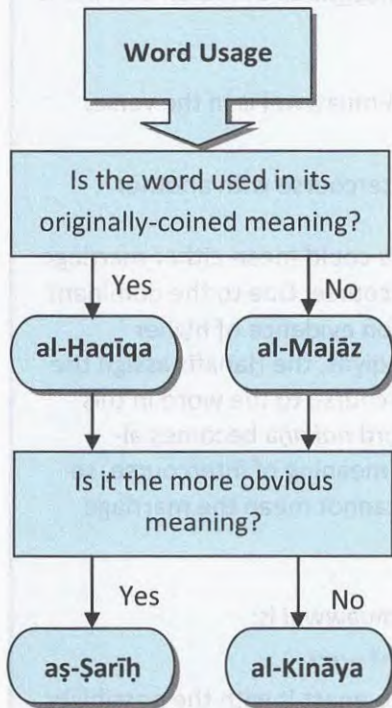 Word Usage
Is the word used in its
originally-coined meaning?
Yes
No
al-Ḥaqīqa
al-Majāz
Is it the more obvious
meaning?
Yes
No
aṣ-Ṣarīḥ
al-Kināya